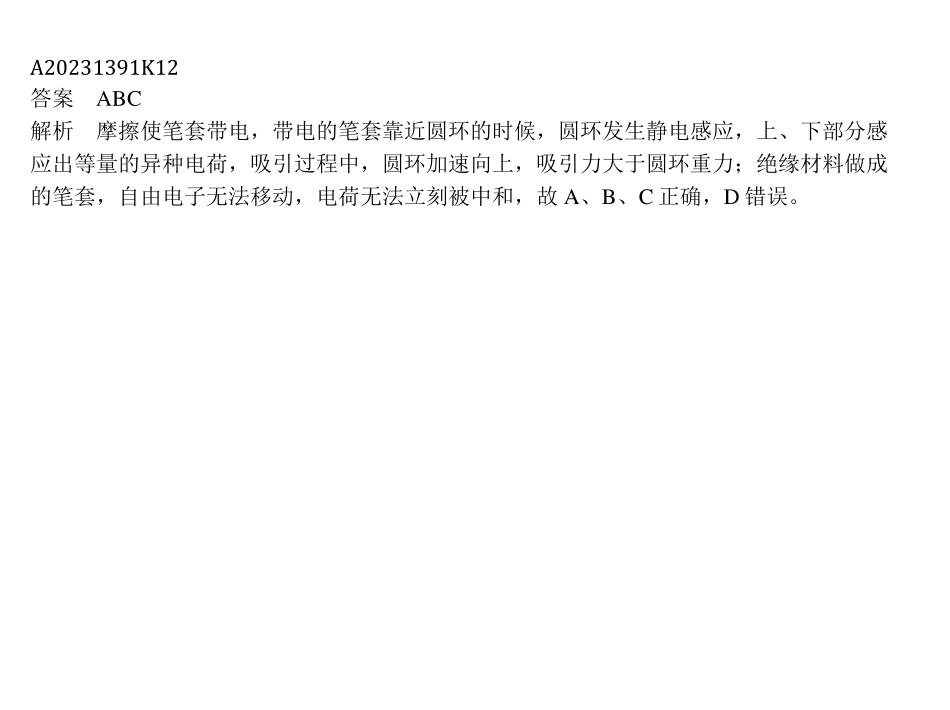 A20231391K12
答案　ABC
解析　摩擦使笔套带电，带电的笔套靠近圆环的时候，圆环发生静电感应，上、下部分感
应出等量的异种电荷，吸引过程中，圆环加速向上，吸引力大于圆环重力；绝缘材料做成
的笔套，自由电子无法移动，电荷无法立刻被中和，故 A、B、C 正确，D 错误。